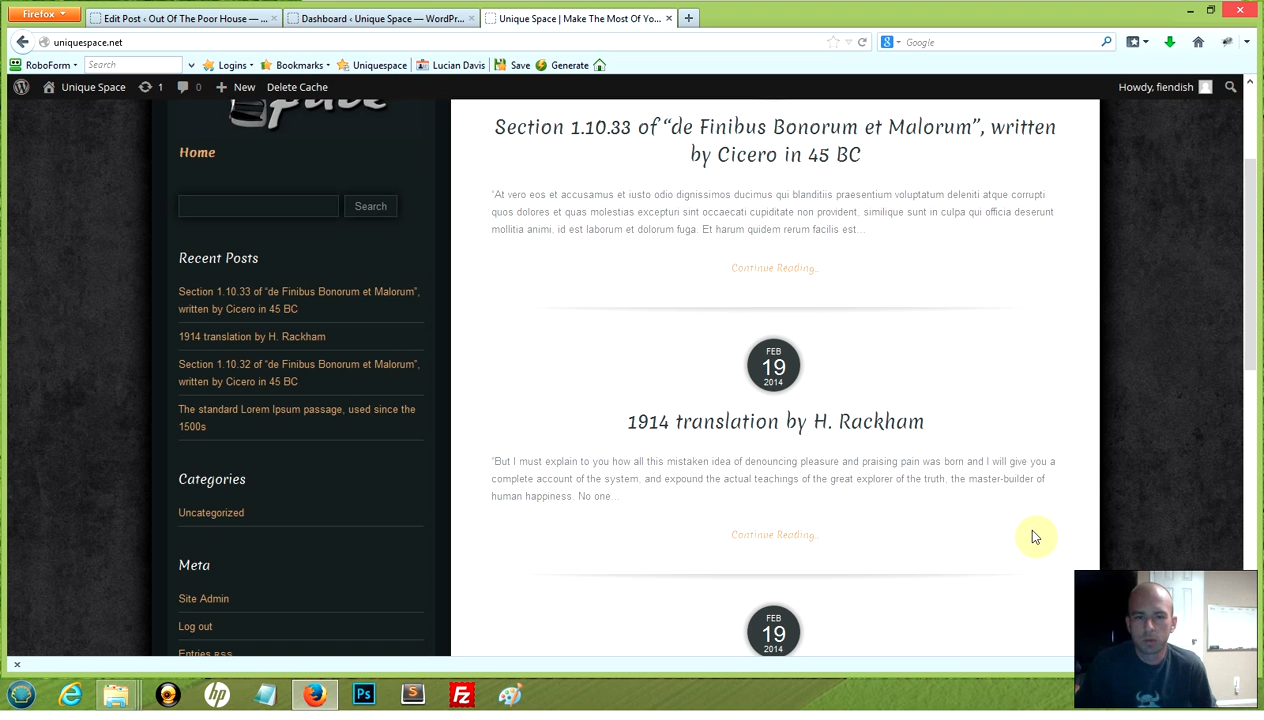 Firefox
Edit Post ‹ Out Of The Poor House — ...
Dashboard ‹ Unique Space — WordPr...
Unique Space | Make The Most Of Yo...
uniquespace.net
Google
RoboForm
Search
Logins
Bookmarks
Uniquespace
Lucian Davis
Save
Generate
Unique Space
1
0
New
Delete Cache
Howdy, fiendish
Space
Home
Search
Recent Posts
Section 1.10.33 of “de Finibus Bonorum et Malorum”,
written by Cicero in 45 BC
1914 translation by H. Rackham
Section 1.10.32 of “de Finibus Bonorum et Malorum”,
written by Cicero in 45 BC
The standard Lorem Ipsum passage, used since the
1500s
Categories
Uncategorized
Meta
Site Admin
Log out
Entries RSS
Section 1.10.33 of “de Finibus Bonorum et Malorum”, written
by Cicero in 45 BC
“At vero eos et accusamus et iusto odio dignissimos ducimus qui blanditiis praesentium voluptatum deleniti atque corrupti
quos dolores et quas molestias excepturi sint occaecati cupiditate non provident, similique sunt in culpa qui officia deserunt
mollitia animi, id est laborum et dolorum fuga. Et harum quidem rerum facilis est...
Continue Reading...
FEB
19
2014
1914 translation by H. Rackham
“But I must explain to you how all this mistaken idea of denouncing pleasure and praising pain was born and I will give you a
complete account of the system, and expound the actual teachings of the great explorer of the truth, the master-builder of
human happiness. No one...
Continue Reading...
FEB
19
2014
hp
Ps
S
FZ